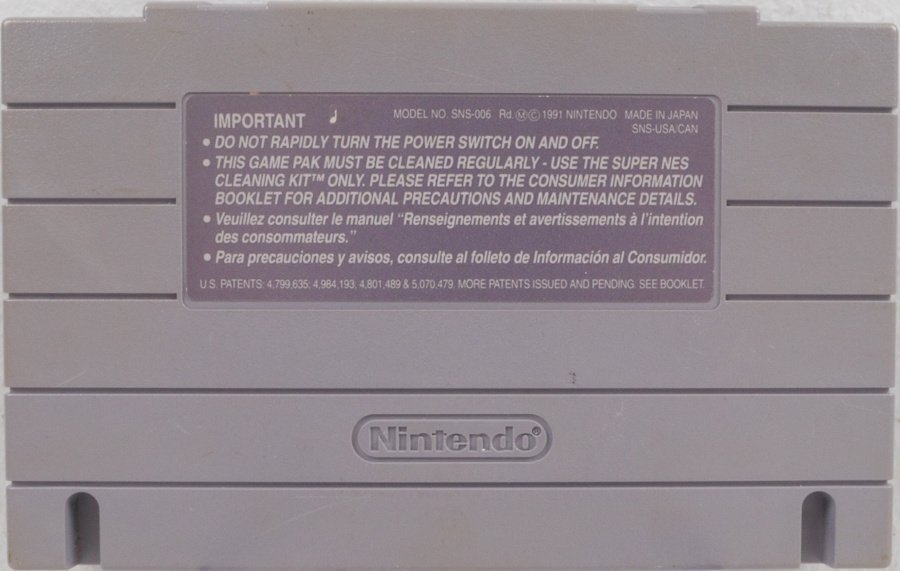 IMPORTANT MODEL NO. SNS-006 Rd. ⓂⒸ 1991 NINTENDO MADE IN JAPAN
SNS-USA/CAN
• DO NOT RAPIDLY TURN THE POWER SWITCH ON AND OFF.
• THIS GAME PAK MUST BE CLEANED REGULARLY - USE THE SUPER NES
CLEANING KIT™ ONLY. PLEASE REFER TO THE CONSUMER INFORMATION
BOOKLET FOR ADDITIONAL PRECAUTIONS AND MAINTENANCE DETAILS.
• Veuillez consulter le manuel “Renseignements et avertissements à l’intention
des consommateurs.”
• Para precauciones y avisos, consulte al folleto de Información al Consumidor.
U.S. PATENTS: 4,799,635; 4,984,193, 4,801,489 & 5,070,479, MORE PATENTS ISSUED AND PENDING. SEE BOOKLET.
Nintendo®